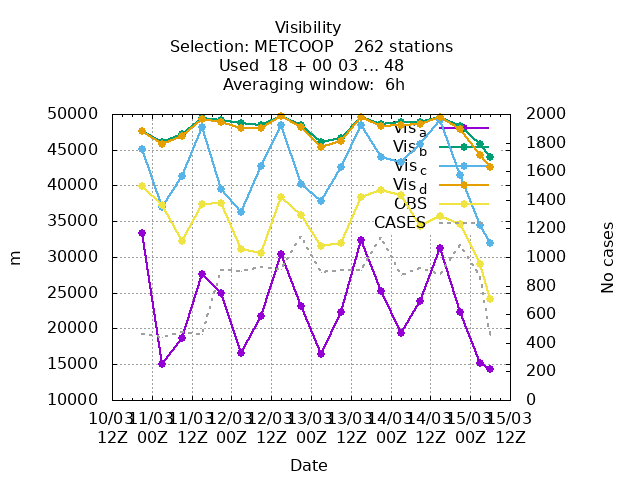 Visibility
Selection: METCOOP 262 stations
Used 18 + 00 03 ... 48
Averaging window: 6h
50000
45000
40000
35000
30000
25000
20000
15000
10000
m
2000
1800
1600
1400
1200
1000
800
600
400
200
0
No cases
Vis a
Vis b
Vis c
Vis d
OBS
CASES
10/03 11/03 11/03 12/03 12/03 13/03 13/03 14/03 14/03 15/03 15/03
12Z 00Z 12Z 00Z 12Z 00Z 12Z 00Z 12Z 00Z 12Z
Date